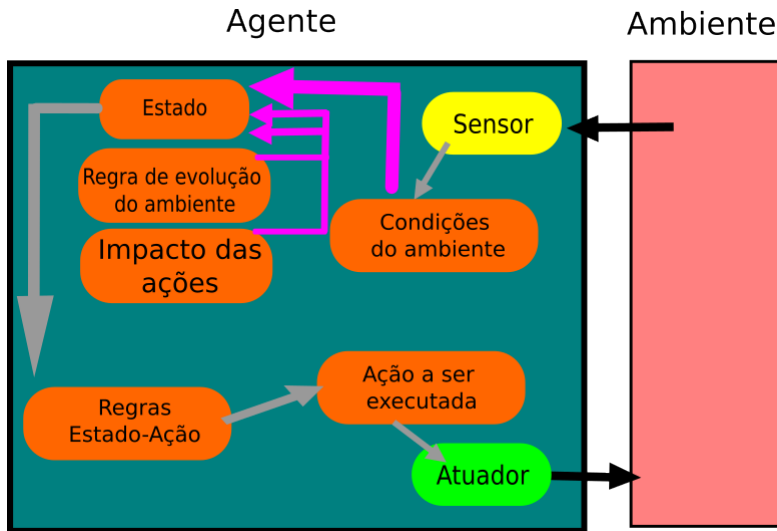 Agente
Ambiente
Estado
Sensor
Regra de evolução
do ambiente
Condições
do ambiente
Impacto das
ações
Ação a ser
executada
Regras
Estado-Ação
Atuador